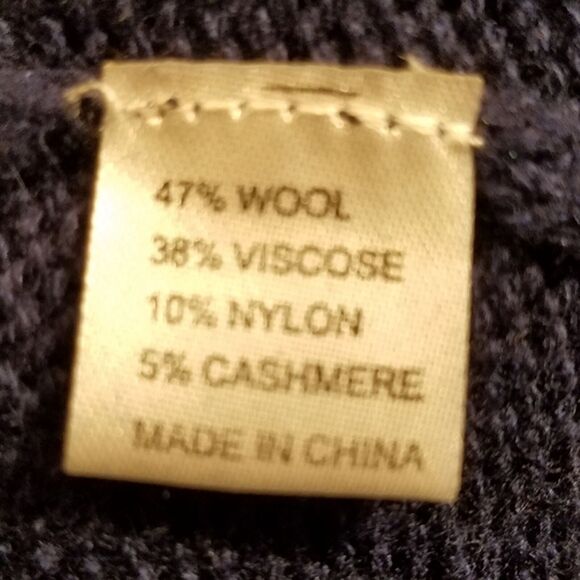 47% WOOL
38% VISCOSE
10% NYLON
5% CASHMERE
MADE IN CHINA